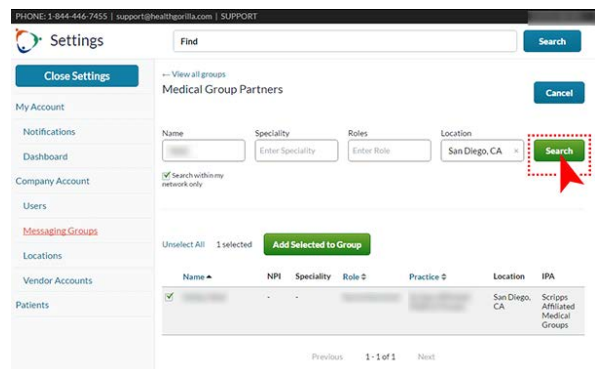 PHONE: 1-844-446-7455 | support@healthgorilla.com | SUPPORT
Settings
Find
Search
Close Settings
My Account
Notifications
Dashboard
Company Account
Users
Messaging Groups
Locations
Vendor Accounts
Patients
← View all groups
Medical Group Partners
Cancel
Name Speciality Roles Location
Enter Speciality Enter Role San Diego, CA × Search
Search within my
network only
Unselect All 1 selected Add Selected to Group
Name NPI Speciality Role Practice Location IPA
- - San Diego, Scripps
CA Affiliated
Medical
Groups
Previous 1 - 1 of 1 Next